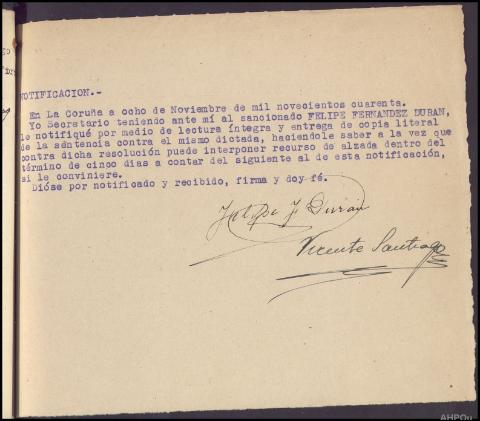 NOTIFICACION.-
En La Coruña a ocho de Noviembre de mil novecientos cuarenta.
Yo Secretario teniendo ante mí al sancionado FELIPE FERNANDEZ DURAN,
le notifiqué por medio de lectura íntegra y entrega de copia literal
de la sentencia contra el mismo dictada, haciendole saber a la vez que
contra dicha resolución puede interponer recurso de alzada dentro del
término de cinco dias a contar del siguiente al de esta notificación,
si le conviniere.
Dióse por notificado y recibido, firma y doy fé.
Felipe F Duran
Vicente Santiago
AHPOu